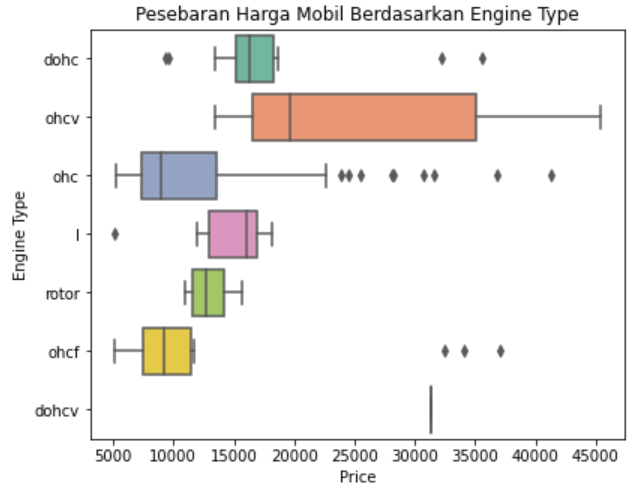 Pesebaran Harga Mobil Berdasarkan Engine Type
Engine Type
dohc
ohcv
ohc
l
rotor
ohcf
dohcv
5000 10000 15000 20000 25000 30000 35000 40000 45000
Price